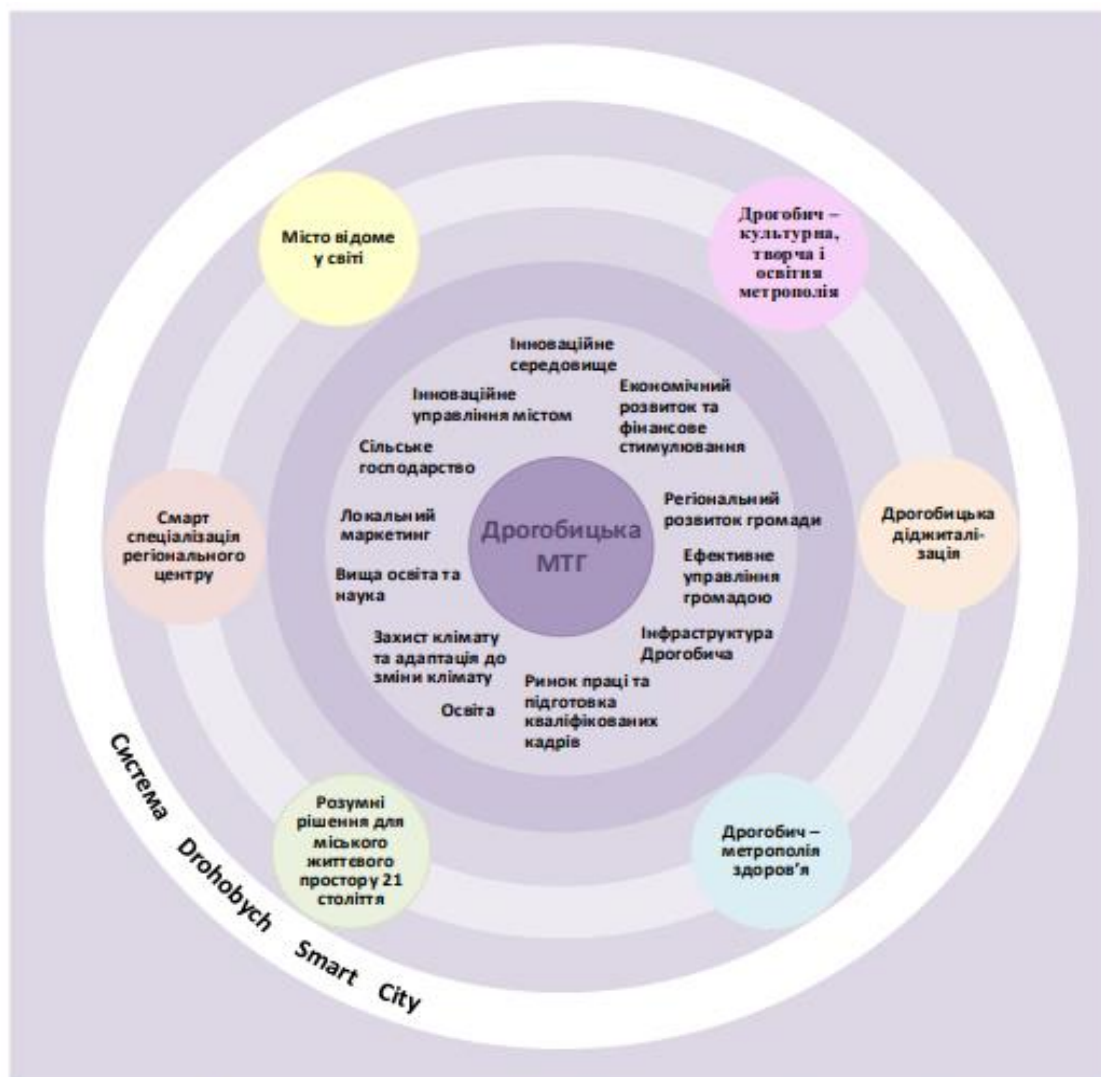 Місто відоме
у світі
Дрогобич –
культурна,
творча і
освітня
метрополія
Інноваційне
середовище
Інноваційне
управління містом
Економічний
розвиток та
фінансове
стимулювання
Сільське
господарство
Смарт
спеціалізація
регіонального
центру
Локальний
маркетинг
Дрогобицька
МТГ
Регіональний
розвиток громади
Дрогобицька
діджиталі-
зація
Вища освіта та
наука
Ефективне
управління
громадою
Захист клімату
та адаптація до
зміни клімату
Інфраструктура
Дрогобича
Освіта
Ринок праці та
підготовка
кваліфікованих
кадрів
Розумні
рішення для
міського
життєвого
простору 21
століття
Дрогобич –
метрополія
здоров’я
Система Drohobych Smart City